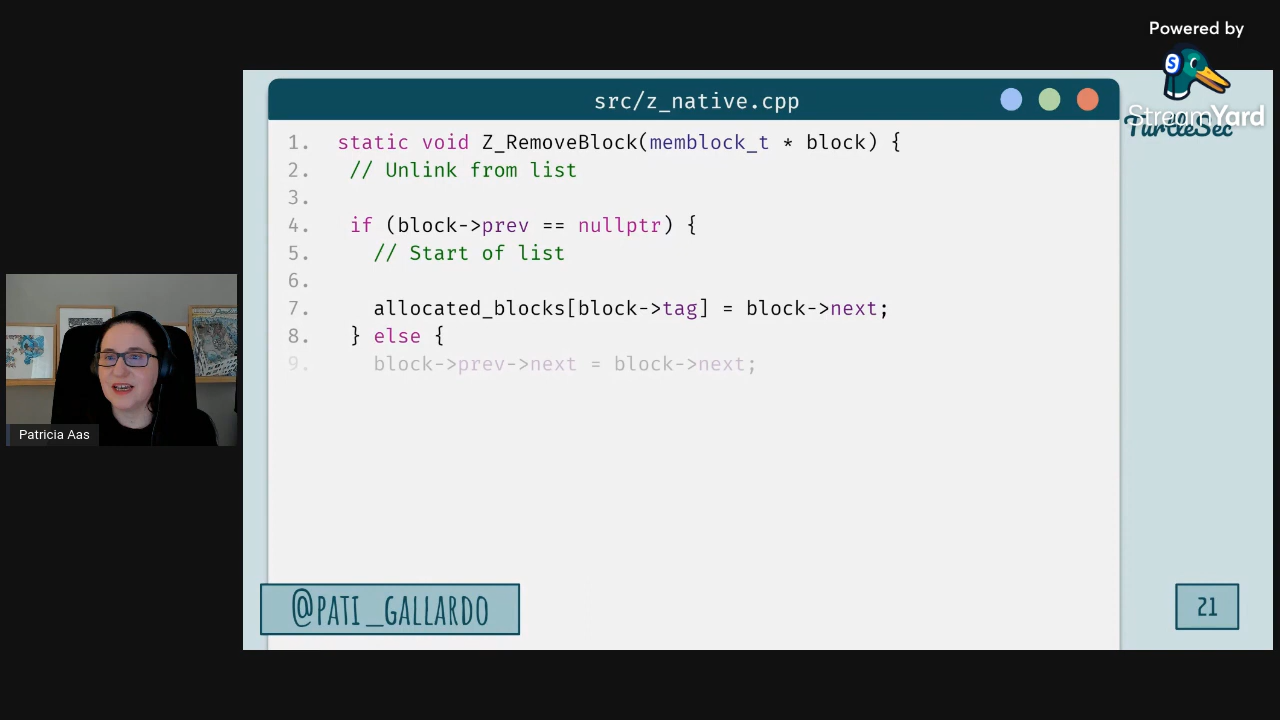 Powered by
StreamYard
TurtleSec
src/z_native.cpp
1. static void Z_RemoveBlock(memblock_t * block) {
2. // Unlink from list
3.
4. if (block->prev == nullptr) {
5. // Start of list
6.
7. allocated_blocks[block->tag] = block->next;
8. } else {
9. block->prev->next = block->next;
Patricia Aas
@PATI_GALLARDO
21